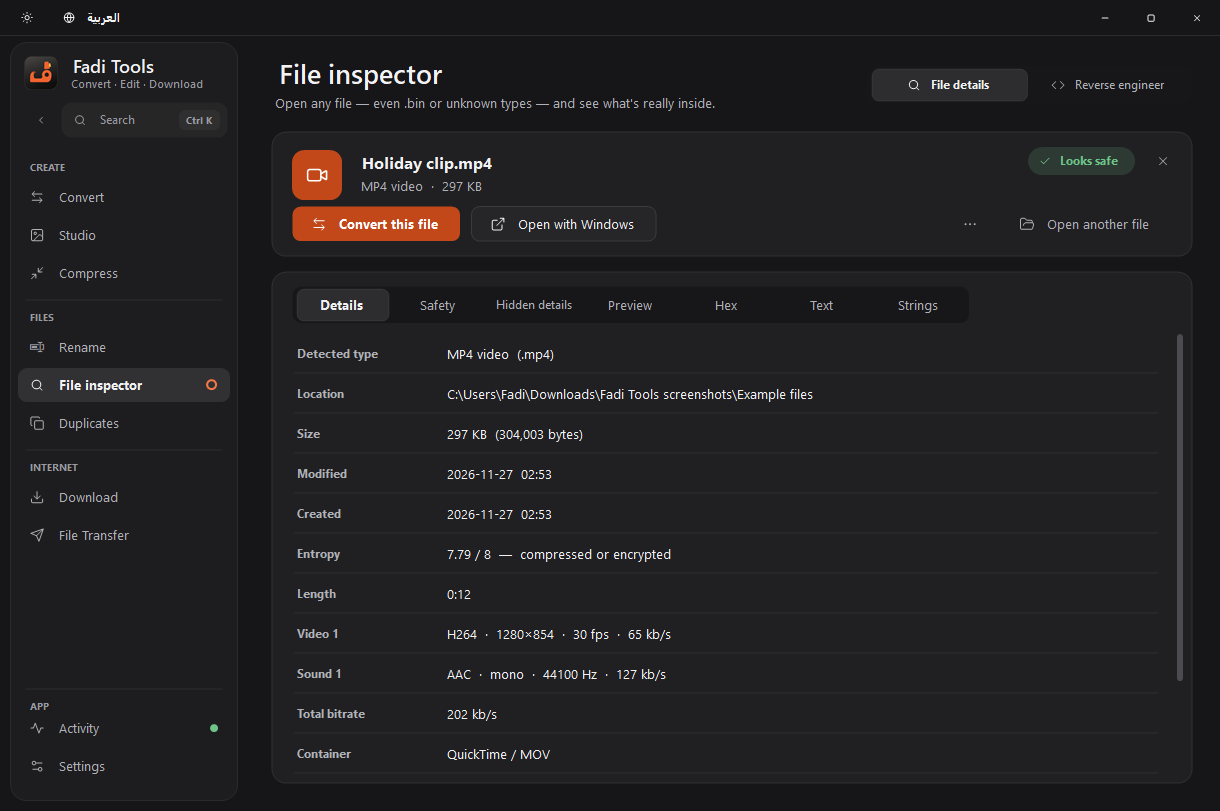 العربية
Fadi Tools
Convert · Edit · Download
Search
Ctrl K
CREATE
Convert
Studio
Compress
FILES
Rename
File inspector
Duplicates
INTERNET
Download
File Transfer
APP
Activity
Settings
File inspector
Open any file — even .bin or unknown types — and see what's really inside.
File details
Reverse engineer
Holiday clip.mp4
MP4 video · 297 KB
Looks safe
Convert this file
Open with Windows
Open another file
Details Safety Hidden details Preview Hex Text Strings
Detected type MP4 video (.mp4)
Location C:\Users\Fadi\Downloads\Fadi Tools screenshots\Example files
Size 297 KB (304,003 bytes)
Modified 2026-11-27 02:53
Created 2026-11-27 02:53
Entropy 7.79 / 8 — compressed or encrypted
Length 0:12
Video 1 H264 · 1280×854 · 30 fps · 65 kb/s
Sound 1 AAC · mono · 44100 Hz · 127 kb/s
Total bitrate 202 kb/s
Container QuickTime / MOV